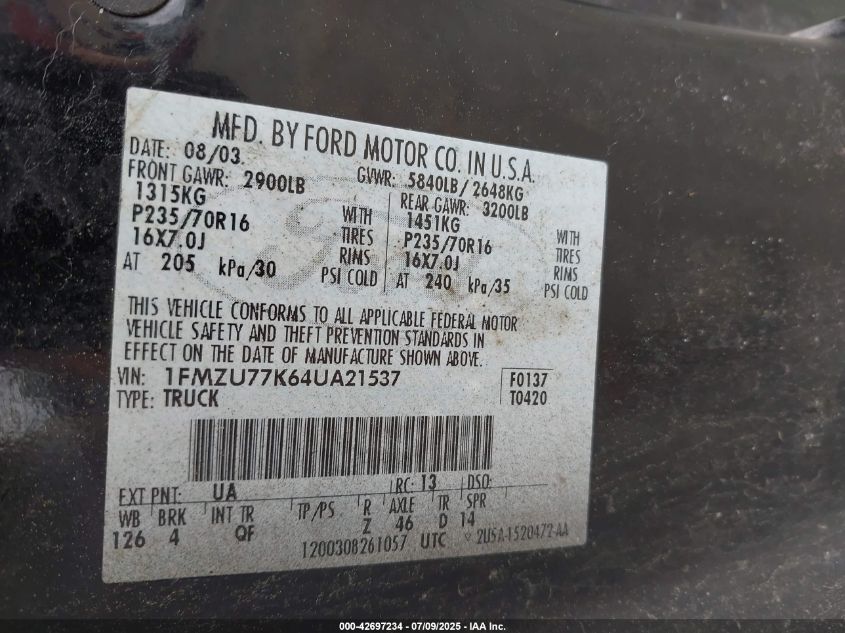 MFD. BY FORD MOTOR CO. IN U.S.A.
DATE: 08/03 GVWR: 5840LB/2648KG
FRONT GAWR: 2900LB REAR GAWR: 3200LB
1315KG WITH 1451KG WITH
P235/70R16 TIRES P235/70R16 TIRES
16X7.0J RIMS 16X7.0J RIMS
AT 205 kPa/30 PSI COLD AT 240 kPa/35 PSI COLD
THIS VEHICLE CONFORMS TO ALL APPLICABLE FEDERAL MOTOR
VEHICLE SAFETY AND THEFT PREVENTION STANDARDS IN
EFFECT ON THE DATE OF MANUFACTURE SHOWN ABOVE.
VIN: 1FMZU77K64UA21537 F0137
TYPE: TRUCK T0420
EXT PNT: UA RC: 13 DSO:
WB BRK INT TR TP/PS R AXLE TR SPR
126 4 QF Z 46 D 14
1200308261057 UTC 2U5A-1520472-AA
000-42697234 - 07/09/2025 - IAA Inc.